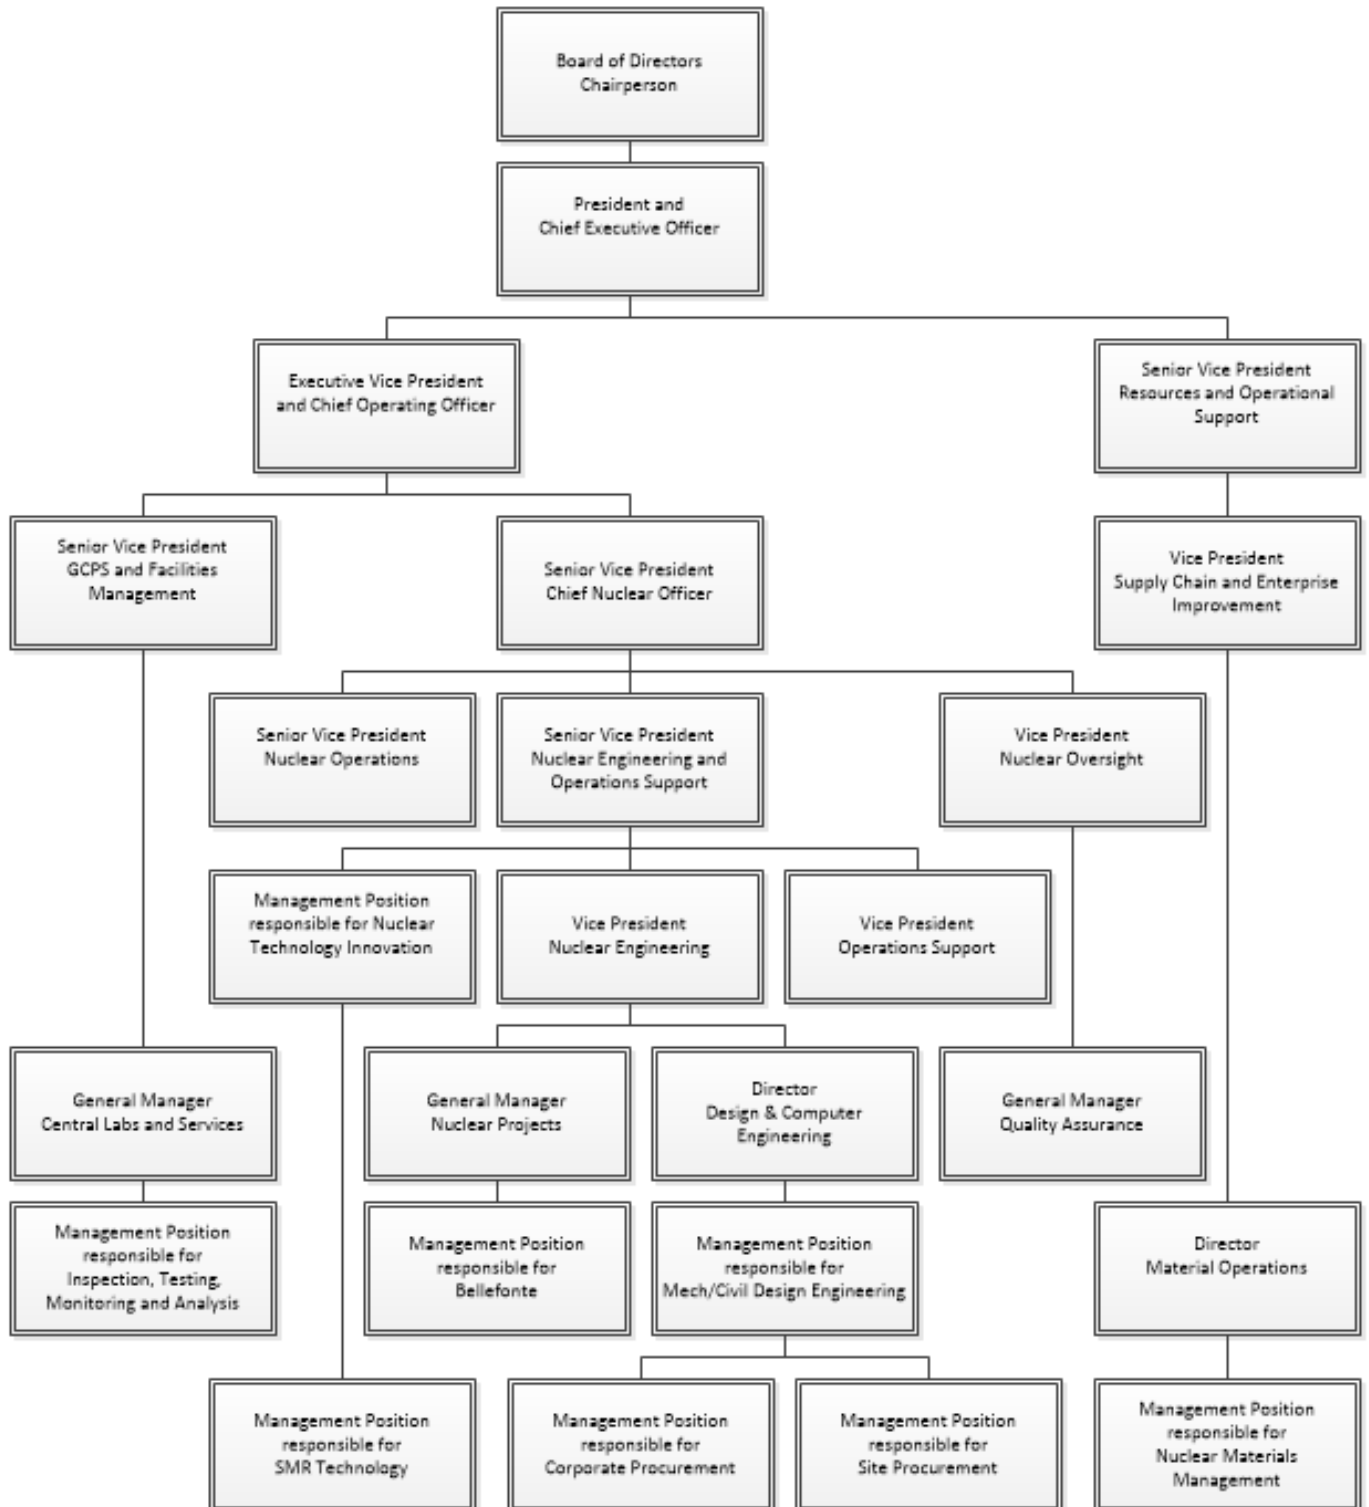 Board of Directors
Chairperson
President and
Chief Executive Officer
Executive Vice President
and Chief Operating Officer
Senior Vice President
Resources and Operational
Support
Senior Vice President
GCPS and Facilities
Management
Senior Vice President
Chief Nuclear Officer
Vice President
Supply Chain and Enterprise
Improvement
Senior Vice President
Nuclear Operations
Senior Vice President
Nuclear Engineering and
Operations Support
Vice President
Nuclear Oversight
Management Position
responsible for Nuclear
Technology Innovation
Vice President
Nuclear Engineering
Vice President
Operations Support
General Manager
Central Labs and Services
General Manager
Nuclear Projects
Director
Design & Computer
Engineering
General Manager
Quality Assurance
Management Position
responsible for
Inspection, Testing,
Monitoring and Analysis
Management Position
responsible for
Bellefonte
Management Position
responsible for
Mech/Civil Design Engineering
Director
Material Operations
Management Position
responsible for
SMR Technology
Management Position
responsible for
Corporate Procurement
Management Position
responsible for
Site Procurement
Management Position
responsible for
Nuclear Materials
Management